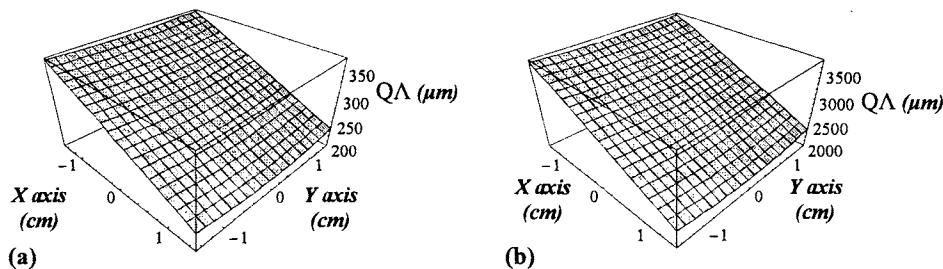 350
QΛ (μm)
300
250
200
-1
0
1
X axis
(cm)
1
0
-1
Y axis
(cm)
(a)
3500
QΛ (μm)
3000
2500
2000
-1
0
1
X axis
(cm)
1
0
-1
Y axis
(cm)
(b)